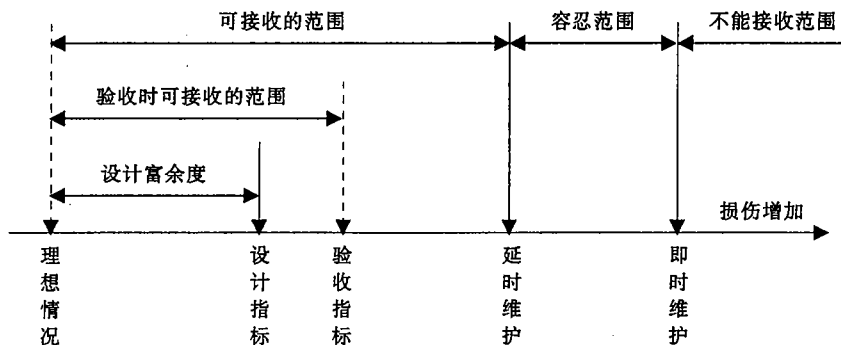 可接收的范围
容忍范围
不能接收范围
验收时可接收的范围
设计富余度
损伤增加
理想情况
设计指标
验收指标
延时维护
即时维护